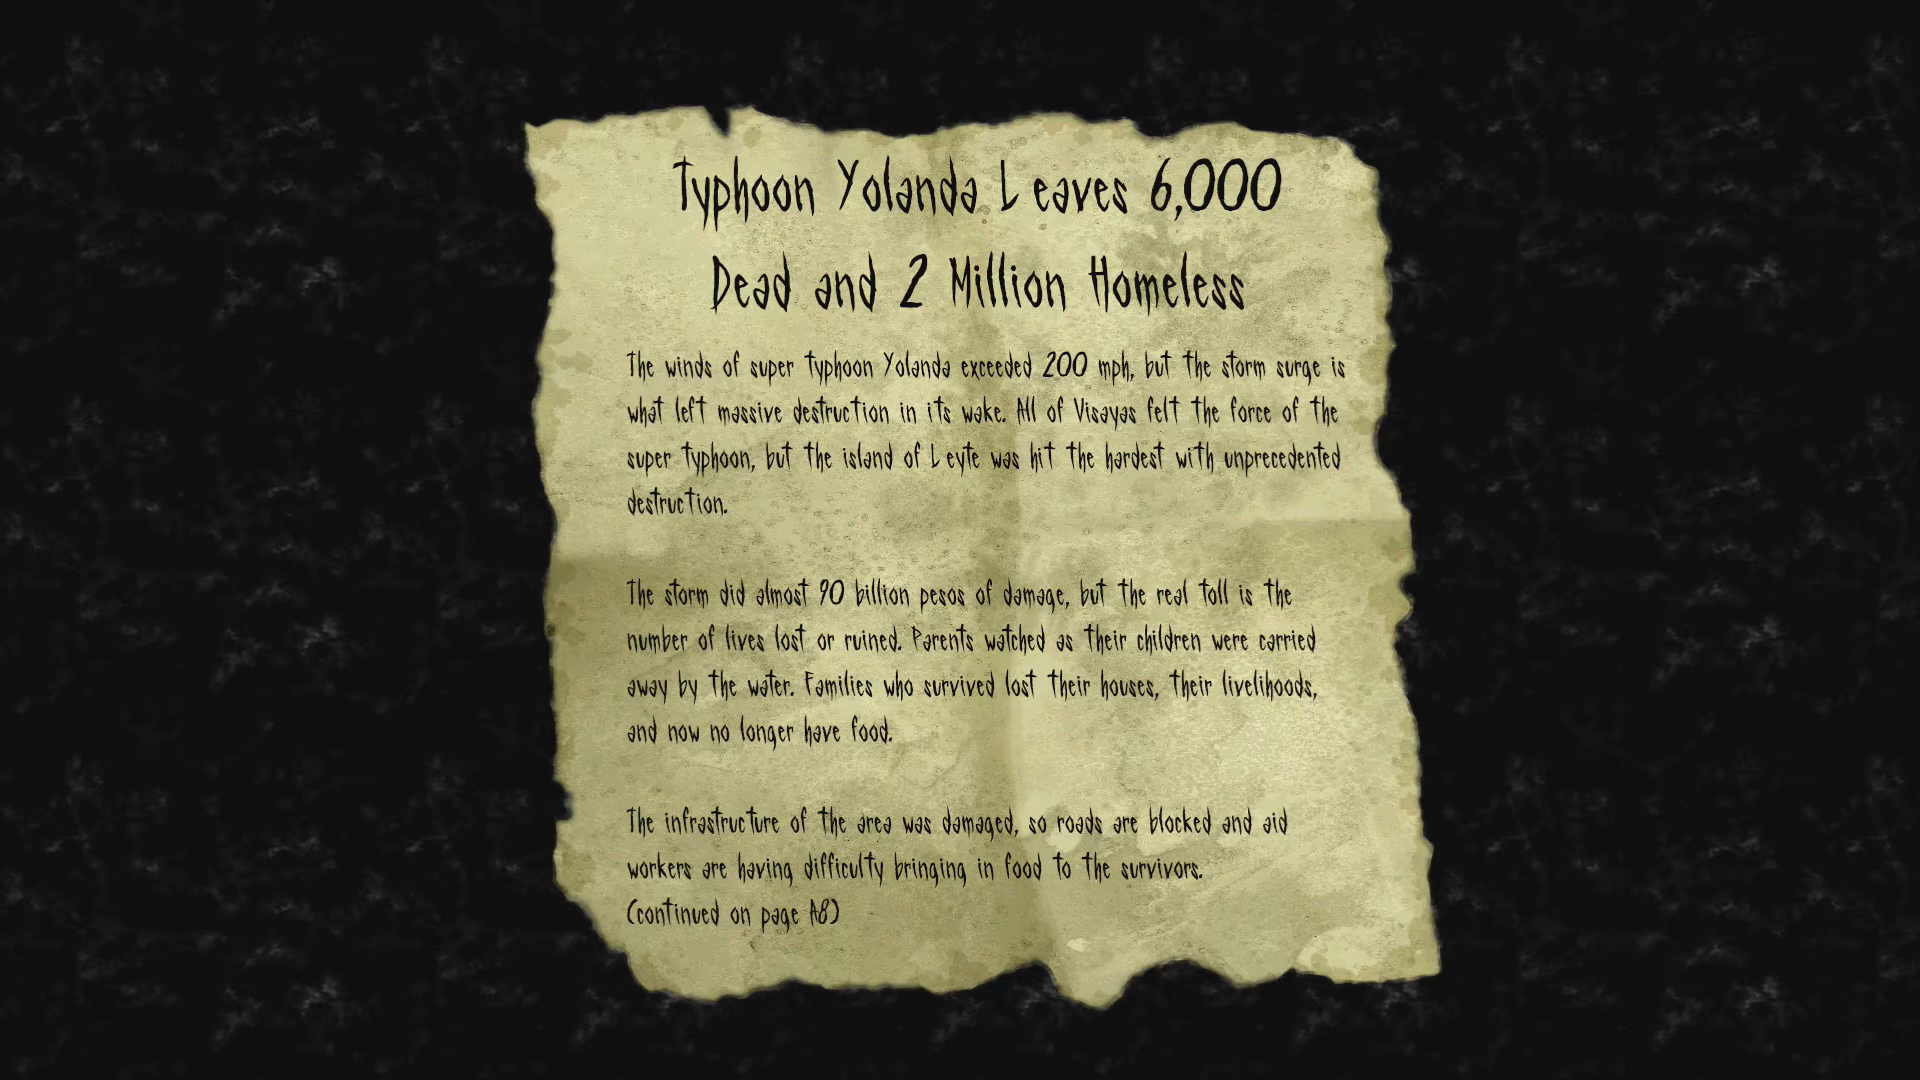 Typhoon Yolanda Leaves 6,000
Dead and 2 Million Homeless
The winds of super typhoon Yolanda exceeded 200 mph, but the storm surge is
what left massive destruction in its wake. All of Visayas felt the force of the
super typhoon, but the island of Leyte was hit the hardest with unprecedented
destruction.
The storm did almost 90 billion pesos of damage, but the real toll is the
number of lives lost or ruined. Parents watched as their children were carried
away by the water. Families who survived lost their houses, their livelihoods,
and now no longer have food.
The infrastructure of the area was damaged, so roads are blocked and aid
workers are having difficulty bringing in food to the survivors.
(continued on page A8)